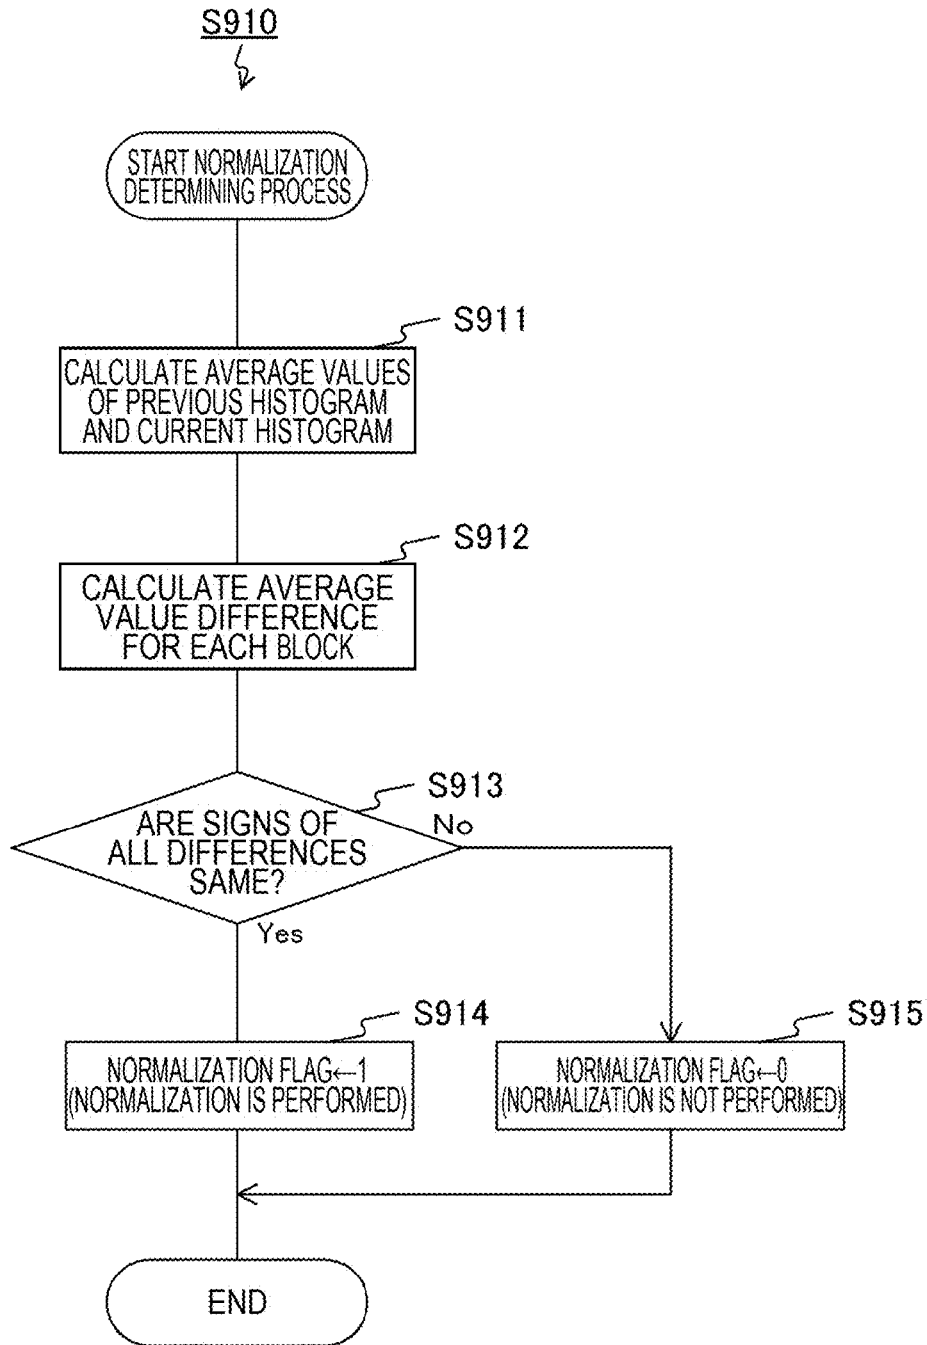 S910
START NORMALIZATION
DETERMINING PROCESS
S911
CALCULATE AVERAGE VALUES
OF PREVIOUS HISTOGRAM
AND CURRENT HISTOGRAM
S912
CALCULATE AVERAGE
VALUE DIFFERENCE
FOR EACH BLOCK
S913
ARE SIGNS OF
ALL DIFFERENCES
SAME?
No
Yes
S914
NORMALIZATION FLAG←1
(NORMALIZATION IS PERFORMED)
S915
NORMALIZATION FLAG←0
(NORMALIZATION IS NOT PERFORMED)
END